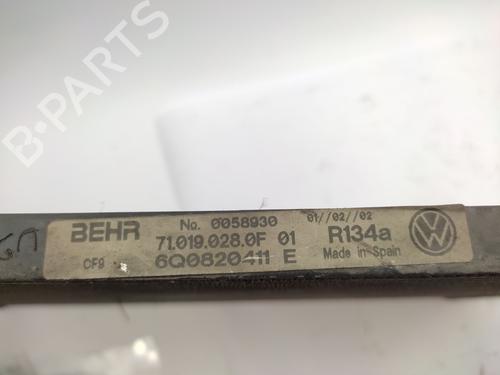 B-PARTS
BEHR No. 0058930 01//02//02
71.019.028.0F 01 R134a
CF9 6Q0820411 E Made in Spain